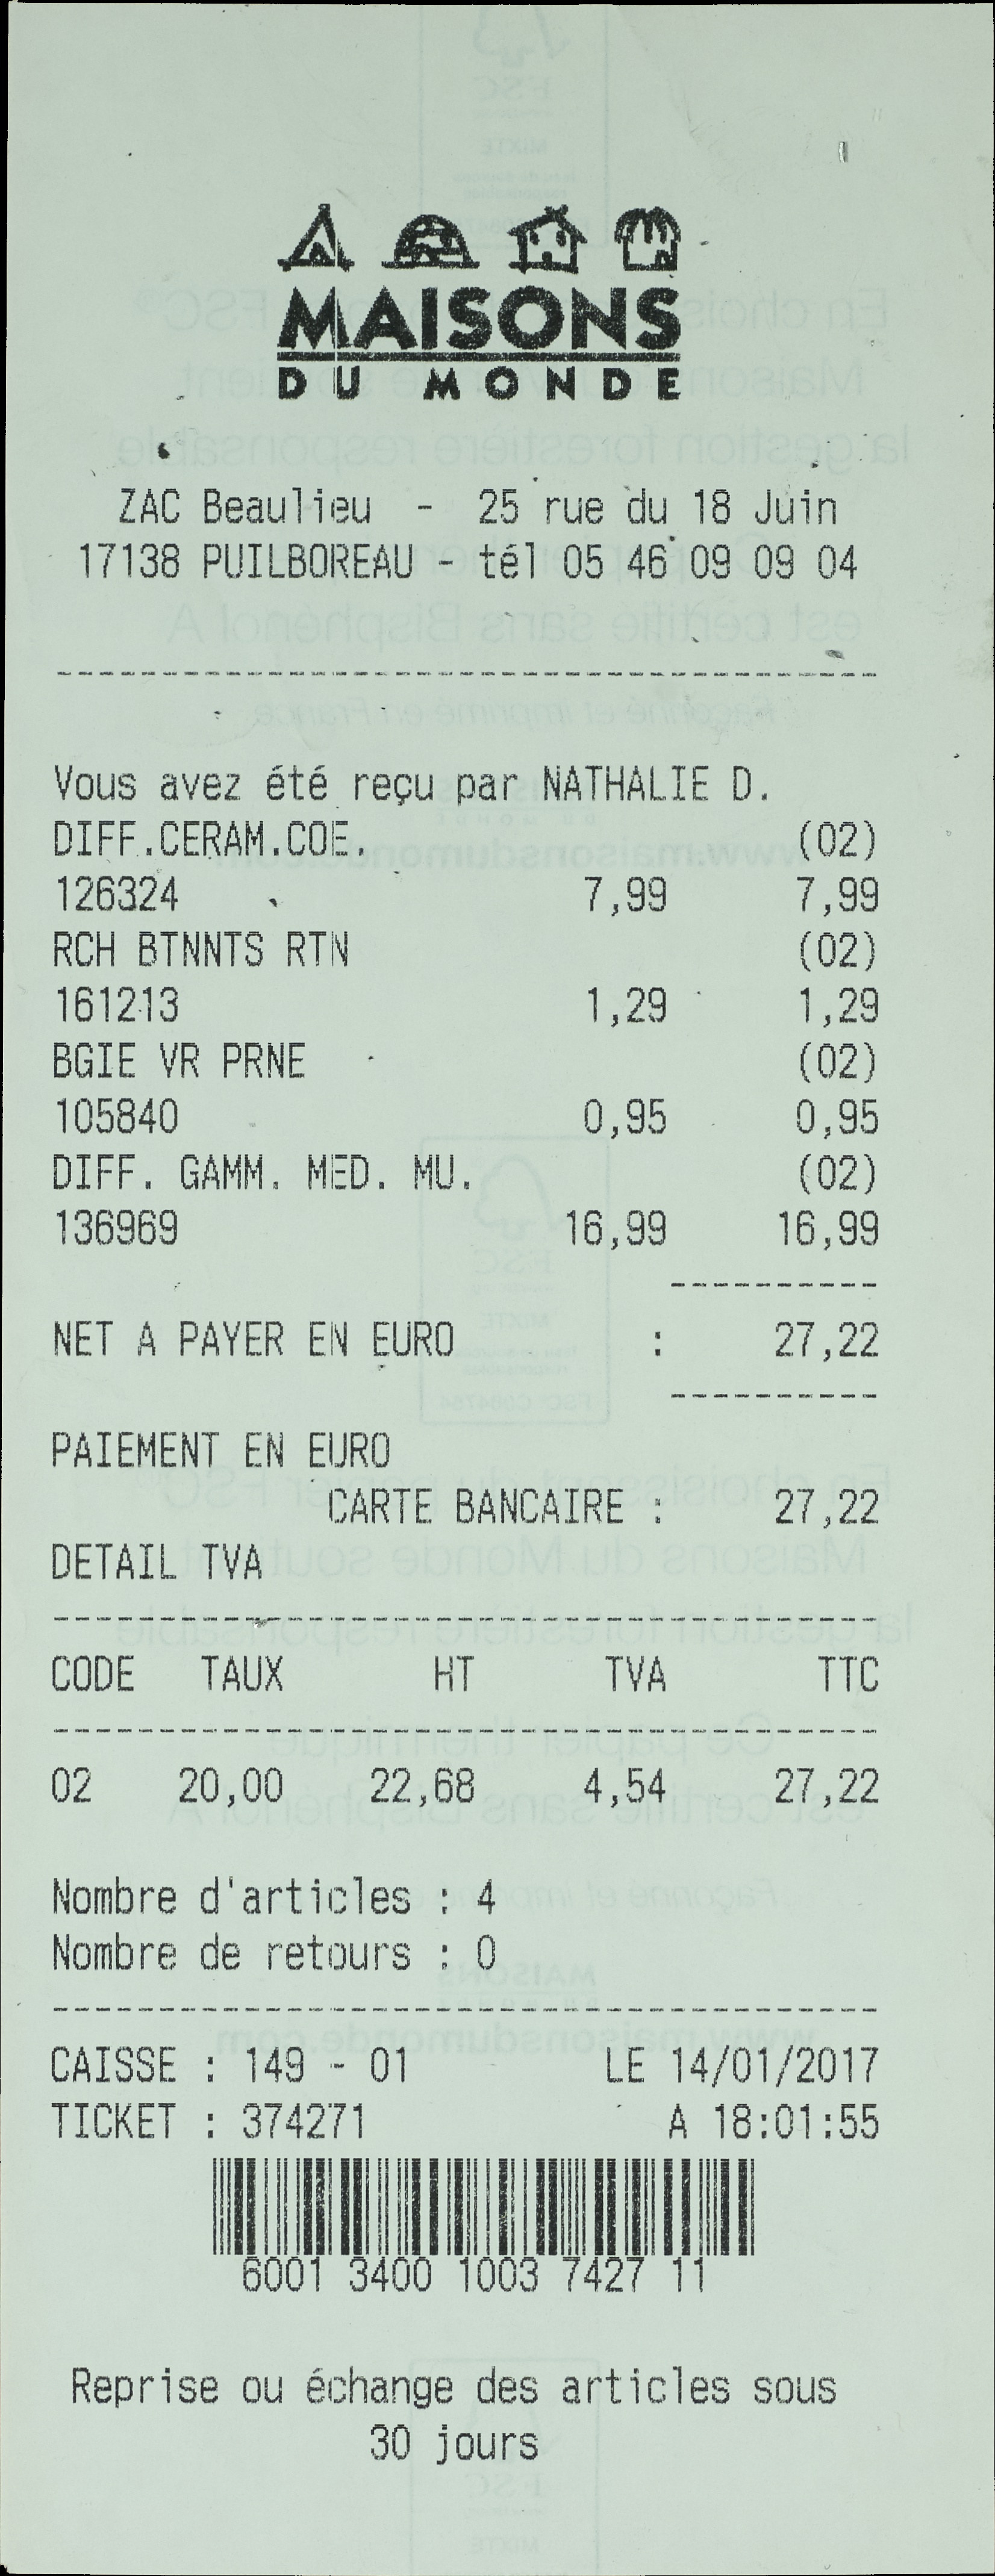 MAISONS
DU MONDE
ZAC Beaulieu - 25 rue du 18 Juin
17138 PUILBOREAU - tél 05 46 09 09 04
Vous avez été reçu par NATHALIE D.
DIFF.CERAM.COE. (02)
126324 7,99 7,99
RCH BTNNTS RTN (02)
161213 1,29 1,29
BGIE VR PRNE (02)
105840 0,95 0,95
DIFF. GAMM. MED. MU. (02)
136969 16,99 16,99
----------
NET A PAYER EN EURO : 27,22
----------
PAIEMENT EN EURO
CARTE BANCAIRE : 27,22
DETAIL TVA
CODE TAUX HT TVA TTC
02 20,00 22,68 4,54 27,22
Nombre d'articles : 4
Nombre de retours : 0
CAISSE : 149 - 01 LE 14/01/2017
TICKET : 374271 A 18:01:55
6001 3400 1003 7427 11
Reprise ou échange des articles sous
30 jours